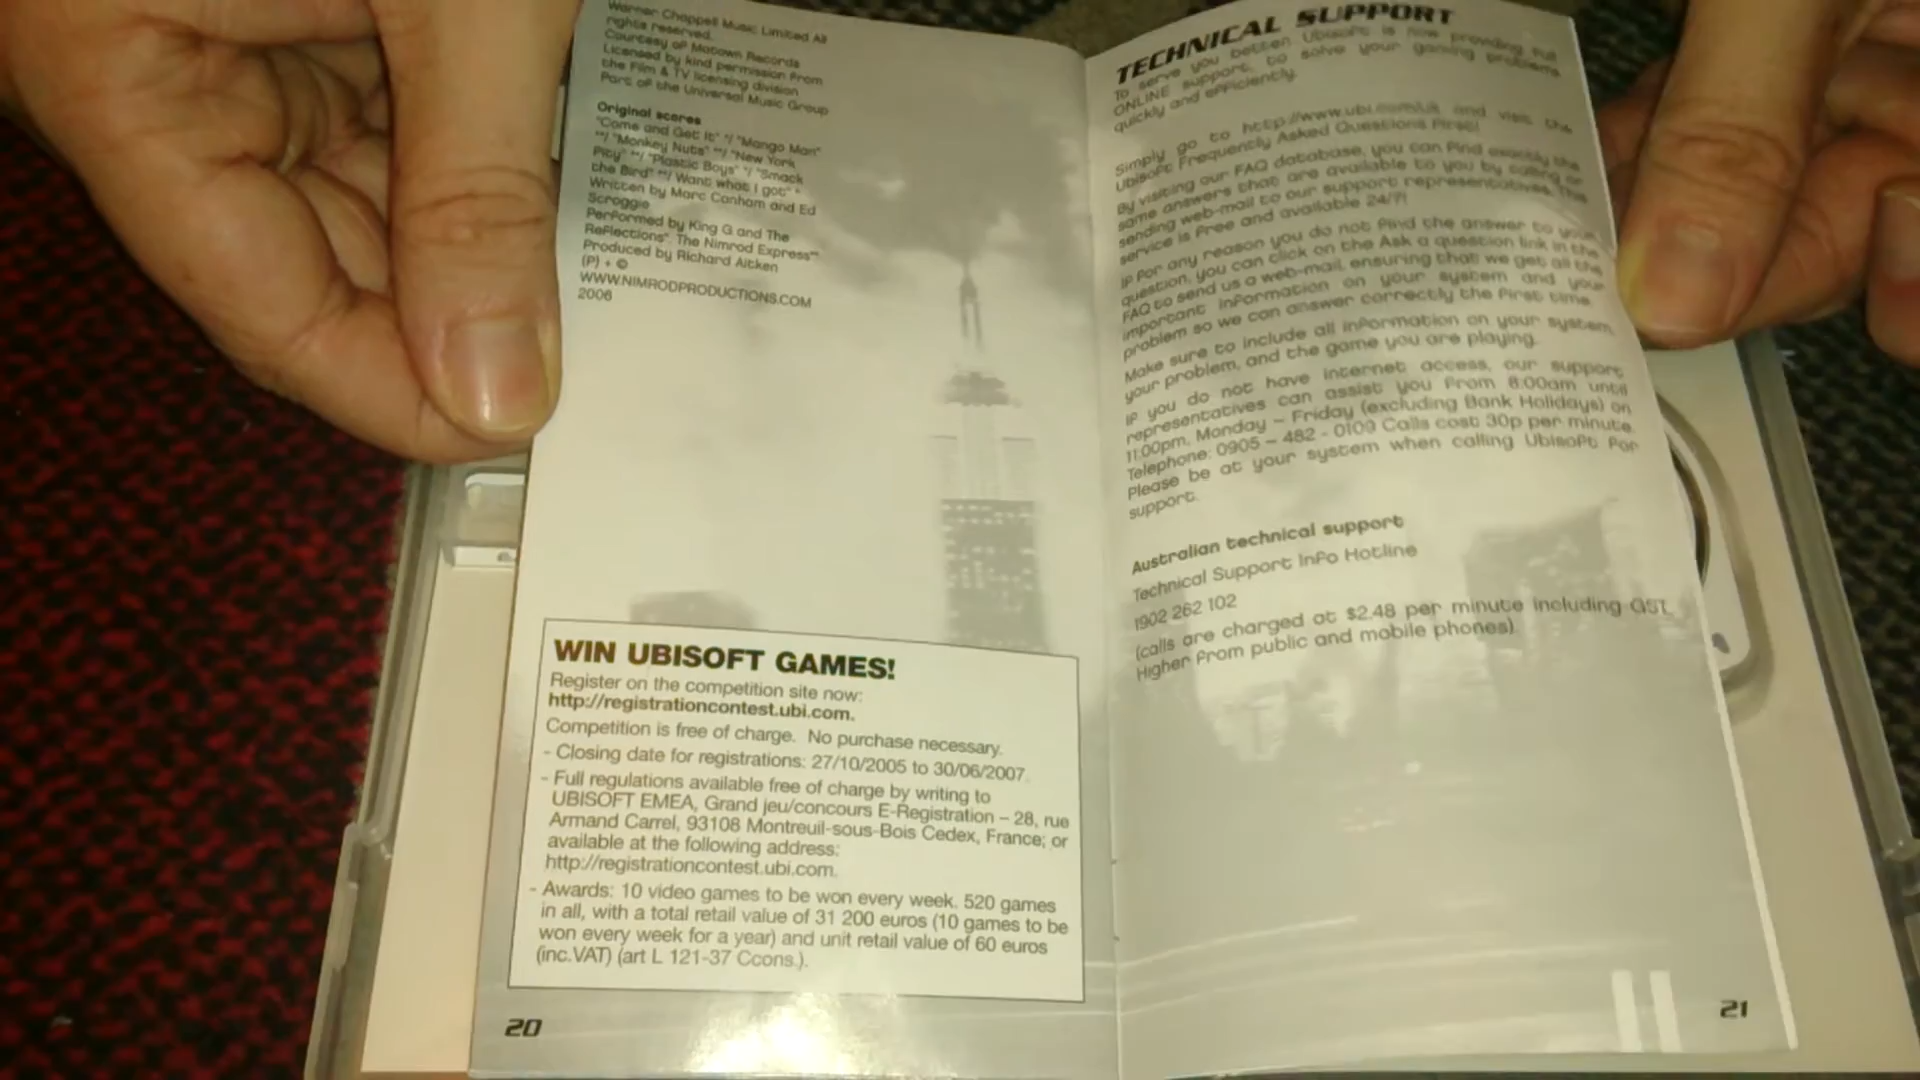 Warner Chappell Music Limited All
rights reserved.
Courtesy of Motown Records
Licensed by kind permission from
the Film & TV licensing division
Part of the Universal Music Group
Original scores
"Come and Get It" */ "Mango Man"
**/ "Monkey Nuts" **/ "New York
Pity" **/ "Plastic Boys" */ "Smack
the Bird" **/ Want what I got" *
Written by Marc Canham and Ed
Scroggie
Performed by King G and The
Reflections*. The Nimrod Express**
Produced by Richard Aitken
(P) + ©
WWW.NIMRODPRODUCTIONS.COM
2006
WIN UBISOFT GAMES!
Register on the competition site now:
http://registrationcontest.ubi.com.
Competition is free of charge. No purchase necessary.
- Closing date for registrations: 27/10/2005 to 30/06/2007.
- Full regulations available free of charge by writing to
UBISOFT EMEA, Grand jeu/concours E-Registration – 28, rue
Armand Carrel, 93108 Montreuil-sous-Bois Cedex, France; or
available at the following address:
http://registrationcontest.ubi.com.
- Awards: 10 video games to be won every week. 520 games
in all, with a total retail value of 31 200 euros (10 games to be
won every week for a year) and unit retail value of 60 euros
(inc.VAT) (art L 121-37 Ccons.).
20
TECHNICAL SUPPORT
To serve you better, Ubisoft is now providing full
ONLINE support, to solve your gaming problems
quickly and efficiently.
Simply go to http://www.ubi.com/uk and visit the
Ubisoft Frequently Asked Questions first!
By visiting our FAQ database, you can find exactly the
same answers that are available to you by calling or
sending web-mail to our support representatives. This
service is free and available 24/7!
If for any reason you do not find the answer to your
question, you can click on the Ask a question link in the
FAQ to send us a web-mail, ensuring that we get all the
important information on your system and your
problem so we can answer correctly the first time.
Make sure to include all information on your system,
your problem, and the game you are playing.
If you do not have internet access, our support
representatives can assist you from 8:00am until
11:00pm, Monday – Friday (excluding Bank Holidays) on
Telephone: 0905 – 482 - 0109 Calls cost 30p per minute.
Please be at your system when calling Ubisoft for
support.
Australian technical support
Technical Support Info Hotline
1902 262 102
(calls are charged at $2.48 per minute including GST.
Higher from public and mobile phones)
21